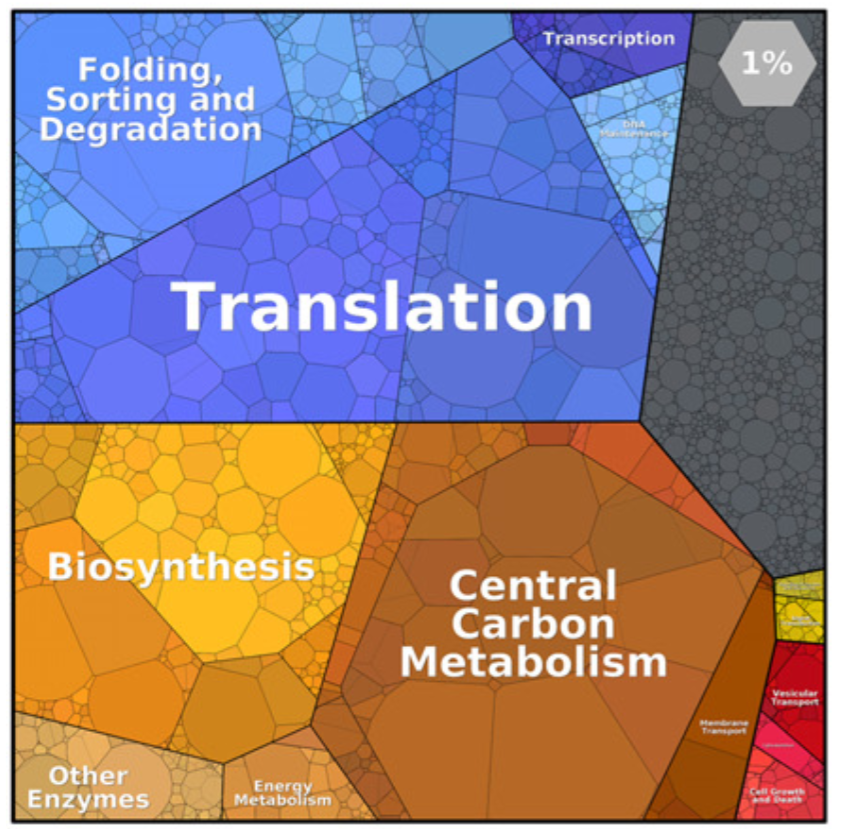 Folding,
Sorting and
Degradation
Transcription
1%
DNA
Maintenance
Translation
Biosynthesis
Central
Carbon
Metabolism
Vesicular
Transport
Membrane
Transport
Other
Enzymes
Energy
Metabolism
Cell Growth
and Death